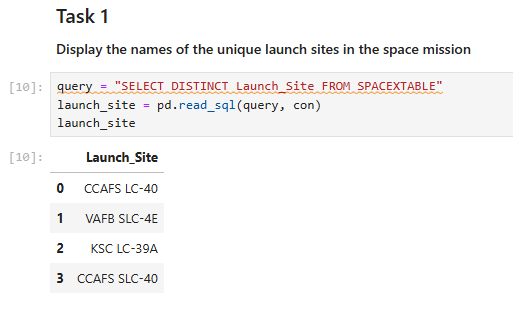 Task 1
Display the names of the unique launch sites in the space mission
[10]: query = "SELECT DISTINCT Launch_Site FROM SPACEXTABLE"
launch_site = pd.read_sql(query, con)
launch_site
[10]: Launch_Site
0 CCAFS LC-40
1 VAFB SLC-4E
2 KSC LC-39A
3 CCAFS SLC-40